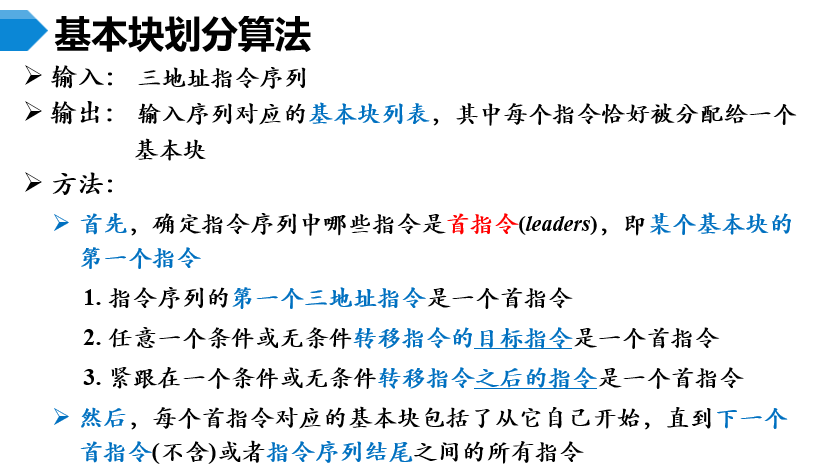 基本块划分算法
➢ 输入： 三地址指令序列
➢ 输出： 输入序列对应的基本块列表，其中每个指令恰好被分配给一个
基本块
➢ 方法：
➢ 首先，确定指令序列中哪些指令是首指令(leaders)，即某个基本块的
第一个指令
1. 指令序列的第一个三地址指令是一个首指令
2. 任意一个条件或无条件转移指令的目标指令是一个首指令
3. 紧跟在一个条件或无条件转移指令之后的指令是一个首指令
➢ 然后，每个首指令对应的基本块包括了从它自己开始，直到下一个
首指令(不含)或者指令序列结尾之间的所有指令